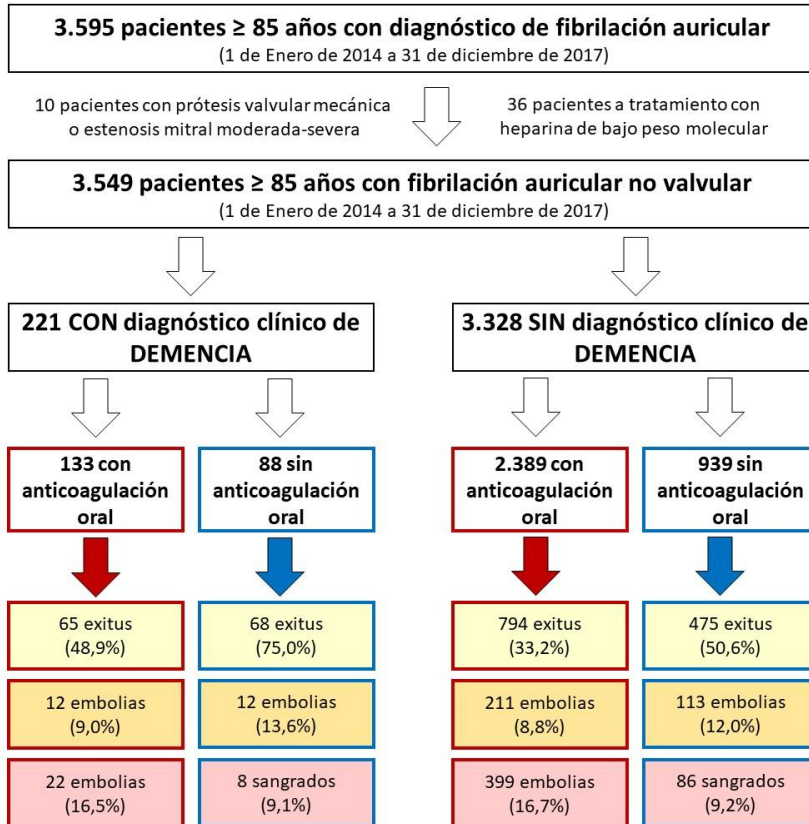 3.595 pacientes ≥ 85 años con diagnóstico de fibrilación auricular
(1 de Enero de 2014 a 31 de diciembre de 2017)
10 pacientes con prótesis valvular mecánica
o estenosis mitral moderada-severa
36 pacientes a tratamiento con
heparina de bajo peso molecular
3.549 pacientes ≥ 85 años con fibrilación auricular no valvular
(1 de Enero de 2014 a 31 de diciembre de 2017)
221 CON diagnóstico clínico de
DEMENCIA
3.328 SIN diagnóstico clínico de
DEMENCIA
133 con
anticoagulación
oral
88 sin
anticoagulación
oral
2.389 con
anticoagulación
oral
939 sin
anticoagulación
oral
65 exitus
(48,9%)
68 exitus
(75,0%)
794 exitus
(33,2%)
475 exitus
(50,6%)
12 embolias
(9,0%)
12 embolias
(13,6%)
211 embolias
(8,8%)
113 embolias
(12,0%)
22 embolias
(16,5%)
8 sangrados
(9,1%)
399 embolias
(16,7%)
86 sangrados
(9,2%)